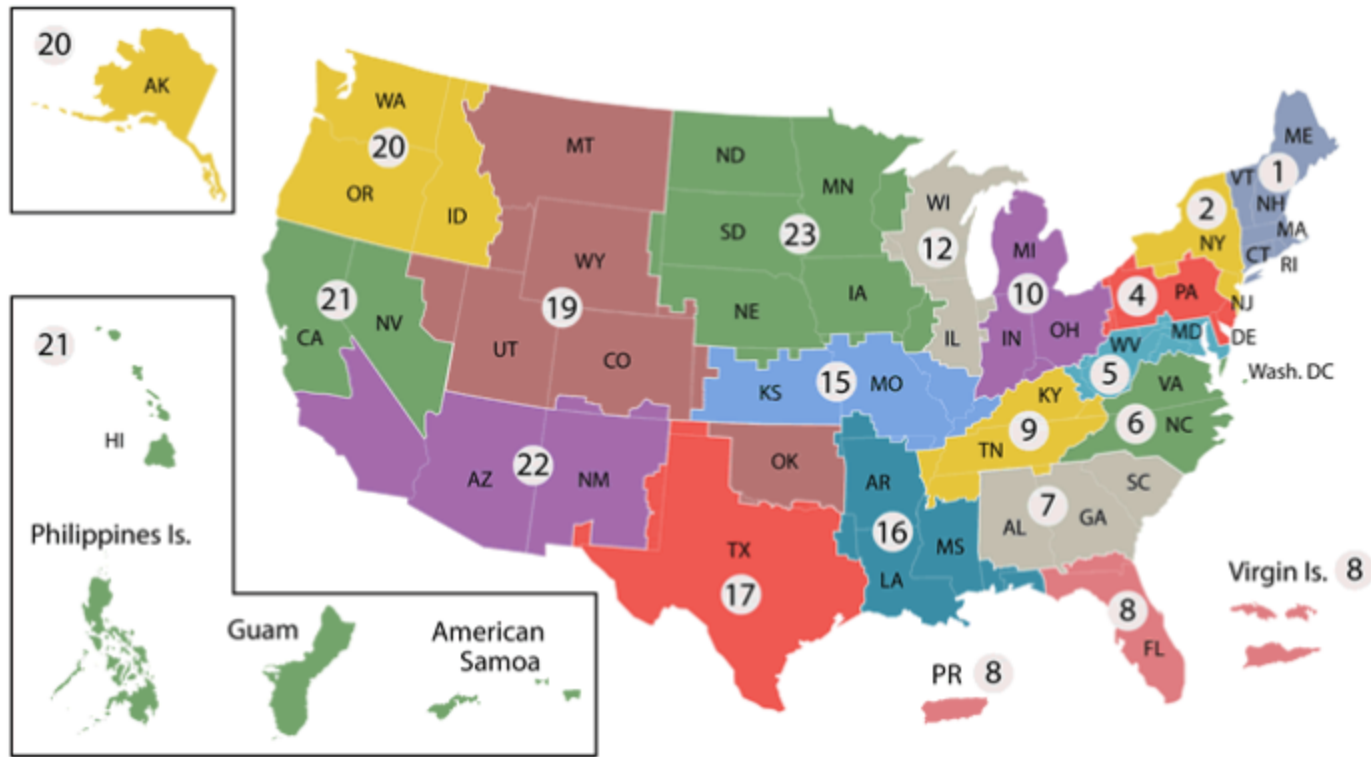 20
AK
WA
20
OR
ID
MT
WY
19
UT
CO
ND
MN
SD
23
NE
IA
WI
12
IL
MI
10
IN
OH
ME
VT
1
NH
MA
CT
RI
2
NY
4
PA
NJ
DE
MD
WV
5
Wash. DC
VA
6
NC
21
CA
NV
KS
15
MO
KY
9
TN
AZ
22
NM
OK
AR
16
MS
LA
SC
7
AL
GA
TX
17
8
FL
Virgin Is. 8
PR 8
21
HI
Philippines Is.
Guam
American
Samoa